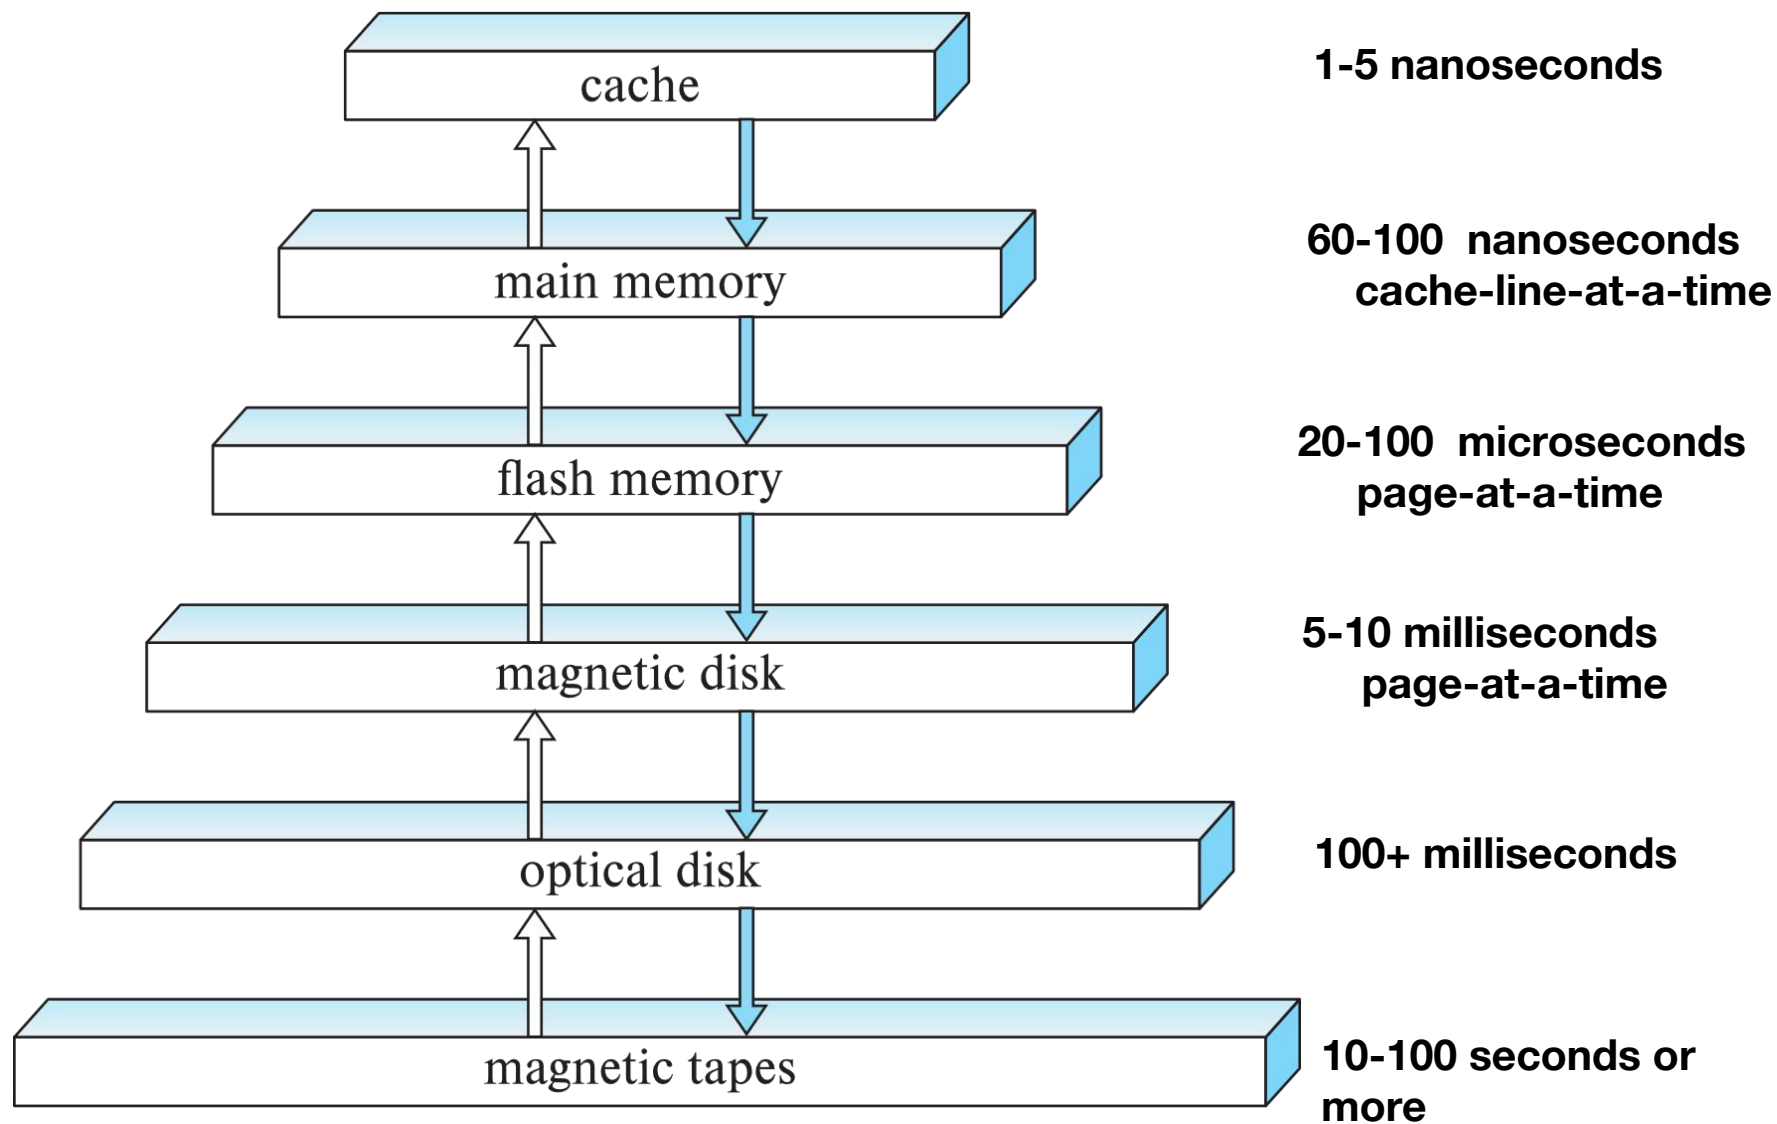 cache
1-5 nanoseconds
main memory
60-100 nanoseconds
cache-line-at-a-time
flash memory
20-100 microseconds
page-at-a-time
magnetic disk
5-10 milliseconds
page-at-a-time
optical disk
100+ milliseconds
magnetic tapes
10-100 seconds or
more